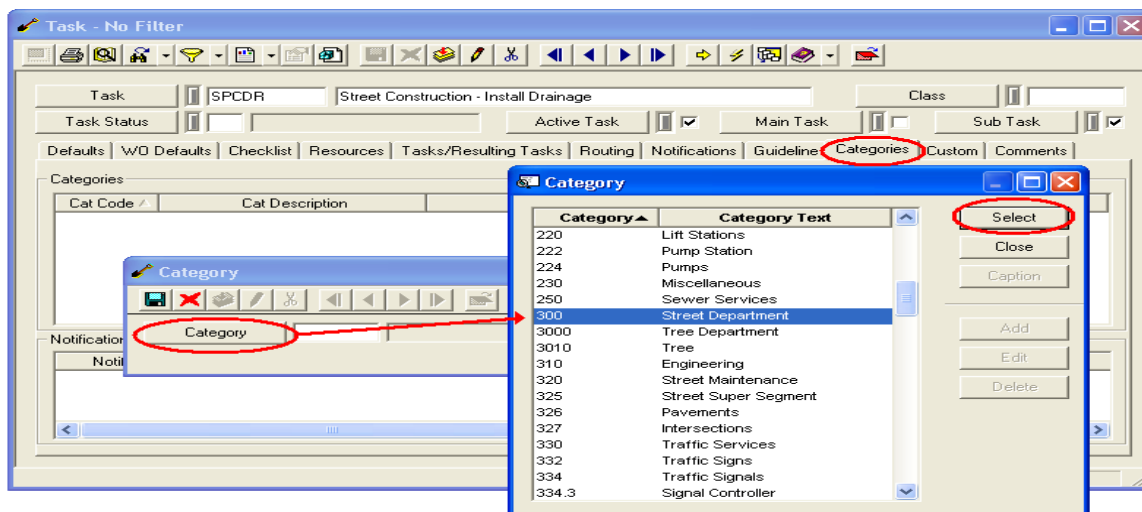 Task - No Filter
Task SPCDR Street Construction - Install Drainage Class
Task Status Active Task Main Task Sub Task
Defaults WO Defaults Checklist Resources Tasks/Resulting Tasks Routing Notifications Guideline Categories Custom Comments
Categories
Cat Code Cat Description
Category
Category Category Text
220 Lift Stations
222 Pump Station
224 Pumps
230 Miscellaneous
250 Sewer Services
300 Street Department
3000 Tree Department
3010 Tree
310 Engineering
320 Street Maintenance
325 Street Super Segment
326 Pavements
327 Intersections
330 Traffic Services
332 Traffic Signs
334 Traffic Signals
334.3 Signal Controller
Select
Close
Caption
Add
Edit
Delete
Category
Category
Notification
Notif